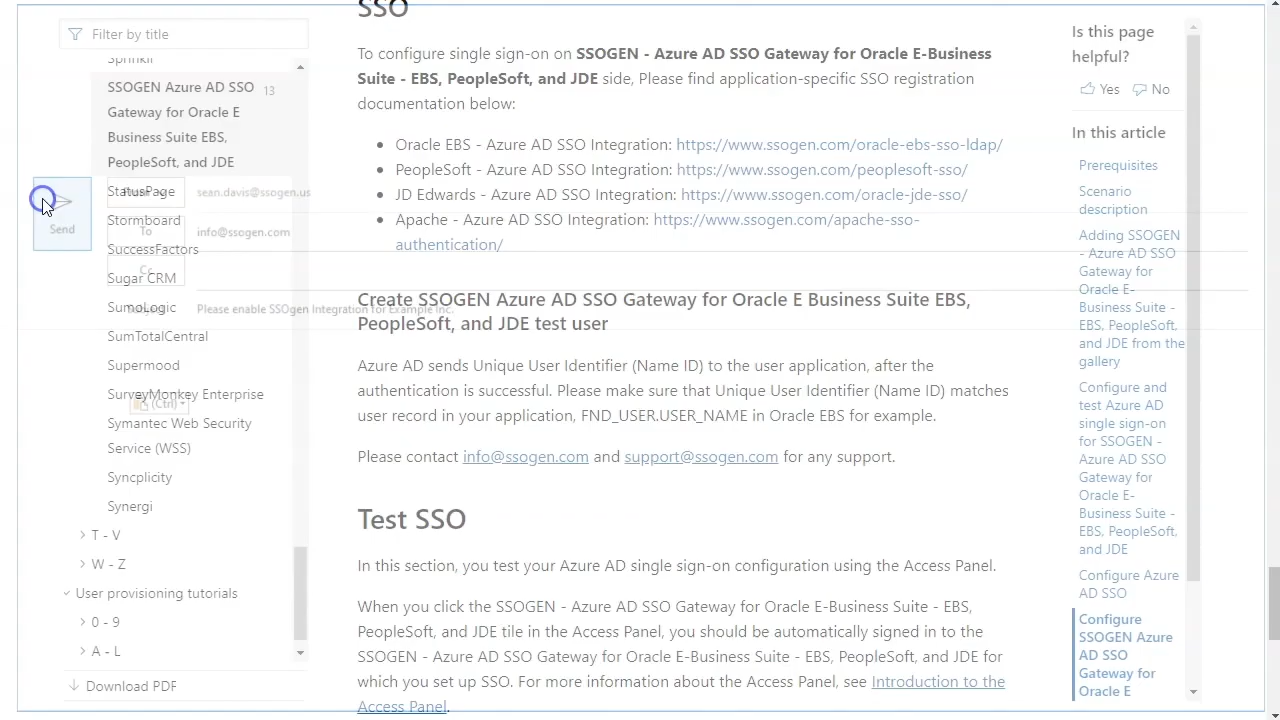 SSO
Filter by title
Sprinklr
SSOGEN Azure AD SSO
Gateway for Oracle E
Business Suite EBS,
PeopleSoft, and JDE
13
StatusPage
Stormboard
SuccessFactors
Sugar CRM
SumoLogic
SumTotalCentral
Supermood
SurveyMonkey Enterprise
Symantec Web Security
Service (WSS)
Syncplicity
Synergi
T - V
W - Z
User provisioning tutorials
0 - 9
A - L
Download PDF
Send
From
sean.davis@ssogen.us
To
info@ssogen.com
Cc
Please enable SSOgen Integration for Example Inc.
(Ctrl)
To configure single sign-on on SSOGEN - Azure AD SSO Gateway for Oracle E-Business
Suite - EBS, PeopleSoft, and JDE side, Please find application-specific SSO registration
documentation below:
Oracle EBS - Azure AD SSO Integration: https://www.ssogen.com/oracle-ebs-sso-ldap/
PeopleSoft - Azure AD SSO Integration: https://www.ssogen.com/peoplesoft-sso/
JD Edwards - Azure AD SSO Integration: https://www.ssogen.com/oracle-jde-sso/
Apache - Azure AD SSO Integration: https://www.ssogen.com/apache-sso-
authentication/
Create SSOGEN Azure AD SSO Gateway for Oracle E Business Suite EBS,
PeopleSoft, and JDE test user
Azure AD sends Unique User Identifier (Name ID) to the user application, after the
authentication is successful. Please make sure that Unique User Identifier (Name ID) matches
user record in your application, FND_USER.USER_NAME in Oracle EBS for example.
Please contact info@ssogen.com and support@ssogen.com for any support.
Test SSO
In this section, you test your Azure AD single sign-on configuration using the Access Panel.
When you click the SSOGEN - Azure AD SSO Gateway for Oracle E-Business Suite - EBS,
PeopleSoft, and JDE tile in the Access Panel, you should be automatically signed in to the
SSOGEN - Azure AD SSO Gateway for Oracle E-Business Suite - EBS, PeopleSoft, and JDE for
which you set up SSO. For more information about the Access Panel, see Introduction to the
Access Panel.
Is this page
helpful?
Yes
No
In this article
Prerequisites
Scenario
description
Adding SSOGEN
- Azure AD SSO
Gateway for
Oracle E-
Business Suite -
EBS, PeopleSoft,
and JDE from the
gallery
Configure and
test Azure AD
single sign-on
for SSOGEN -
Azure AD SSO
Gateway for
Oracle E-
Business Suite -
EBS, PeopleSoft,
and JDE
Configure Azure
AD SSO
Configure
SSOGEN Azure
AD SSO
Gateway for
Oracle E